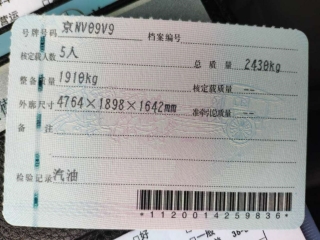 号牌号码 京NV09V9 档案编号
核定载人数 5人 总质量 2430kg
整备质量 1910kg 核定载质量 --
外廓尺寸 4764×1898×1642mm 准牵引总质量 --
备注
检验记录 汽油
*1120014259836*